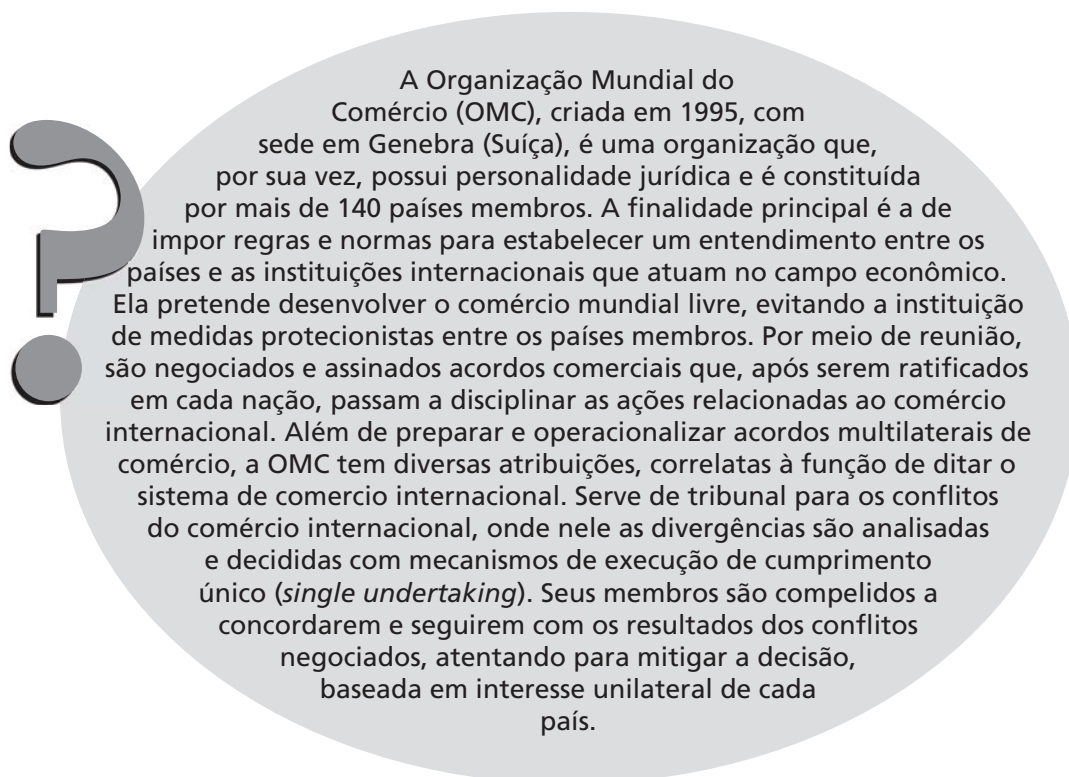 A Organização Mundial do
Comércio (OMC), criada em 1995, com
sede em Genebra (Suíça), é uma organização que,
por sua vez, possui personalidade jurídica e é constituída
por mais de 140 países membros. A finalidade principal é a de
impor regras e normas para estabelecer um entendimento entre os
países e as instituições internacionais que atuam no campo econômico.
Ela pretende desenvolver o comércio mundial livre, evitando a instituição
de medidas protecionistas entre os países membros. Por meio de reunião,
são negociados e assinados acordos comerciais que, após serem ratificados
em cada nação, passam a disciplinar as ações relacionadas ao comércio
internacional. Além de preparar e operacionalizar acordos multilaterais de
comércio, a OMC tem diversas atribuições, correlatas à função de ditar o
sistema de comercio internacional. Serve de tribunal para os conflitos
do comércio internacional, onde nele as divergências são analisadas
e decididas com mecanismos de execução de cumprimento
único (single undertaking). Seus membros são compelidos a
concordarem e seguirem com os resultados dos conflitos
negociados, atentando para mitigar a decisão,
baseada em interesse unilateral de cada
país.
?